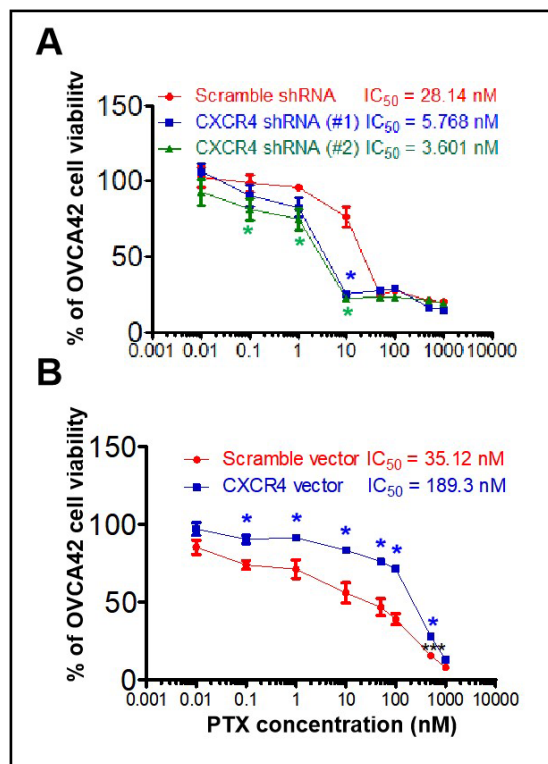 A
Scramble shRNA IC50 = 28.14 nM
CXCR4 shRNA (#1) IC50 = 5.768 nM
CXCR4 shRNA (#2) IC50 = 3.601 nM
% of OVCA42 cell viability
150
100
50
0
0.001 0.01 0.1 1 10 100 1000 10000
*
* * *
B
Scramble vector IC50 = 35.12 nM
CXCR4 vector IC50 = 189.3 nM
% of OVCA42 cell viability
150
100
50
0
* * * * * *
***
0.001 0.01 0.1 1 10 100 1000 10000
PTX concentration (nM)